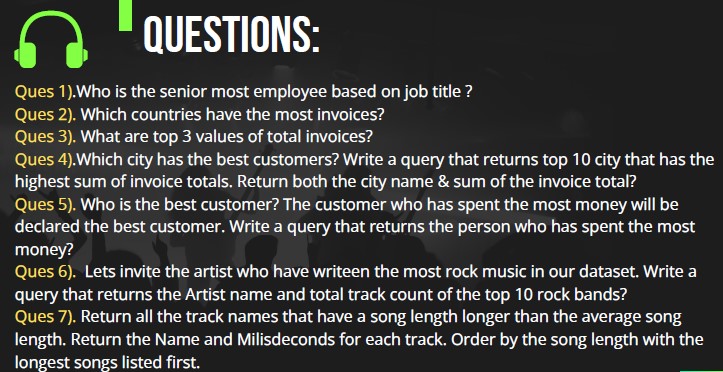 QUESTIONS:
Ques 1).Who is the senior most employee based on job title ?
Ques 2). Which countries have the most invoices?
Ques 3). What are top 3 values of total invoices?
Ques 4).Which city has the best customers? Write a query that returns top 10 city that has the
highest sum of invoice totals. Return both the city name & sum of the invoice total?
Ques 5). Who is the best customer? The customer who has spent the most money will be
declared the best customer. Write a query that returns the person who has spent the most
money?
Ques 6). Lets invite the artist who have writeen the most rock music in our dataset. Write a
query that returns the Artist name and total track count of the top 10 rock bands?
Ques 7). Return all the track names that have a song length longer than the average song
length. Return the Name and Milisdeconds for each track. Order by the song length with the
longest songs listed first.